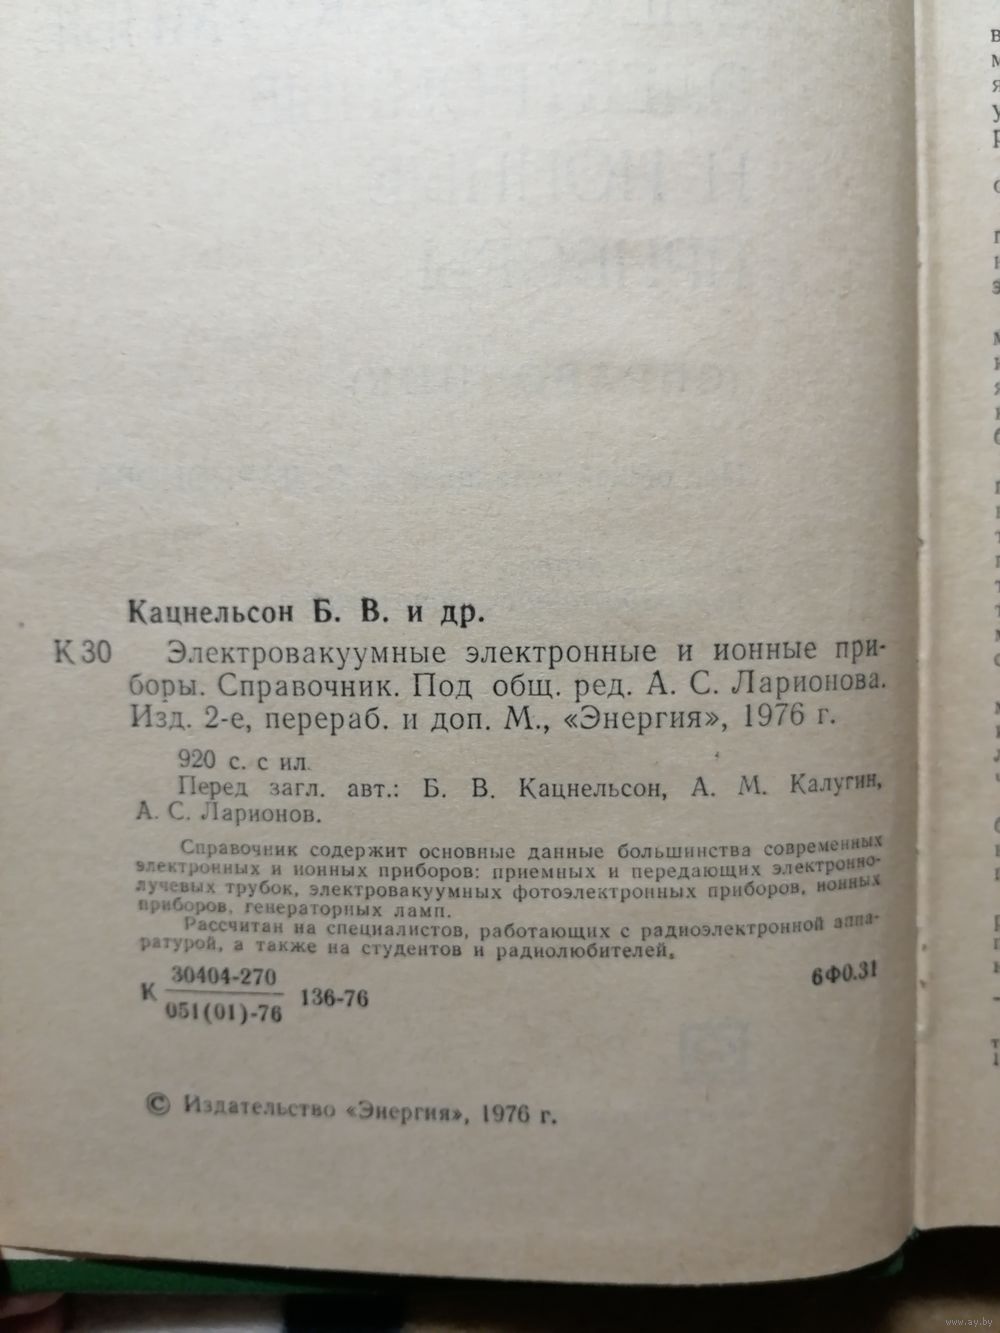 Кацнельсон Б. В. и др.
К 30 Электровакуумные электронные и ионные при-
боры. Справочник. Под общ. ред. А. С. Ларионова.
Изд. 2-е, перераб. и доп. М., «Энергия», 1976 г.
920 с. с ил.
Перед загл. авт.: Б. В. Кацнельсон, А. М. Калугин,
А. С. Ларионов.
Справочник содержит основные данные большинства современных
электронных и ионных приборов: приемных и передающих электронно-
лучевых трубок, электровакуумных фотоэлектронных приборов, ионных
приборов, генераторных ламп.
Рассчитан на специалистов, работающих с радиоэлектронной аппа-
ратурой, а также на студентов и радиолюбителей.
К 30404-270 / 051(01)-76 136-76 6Ф0.31
© Издательство «Энергия», 1976 г.
www.ay.by